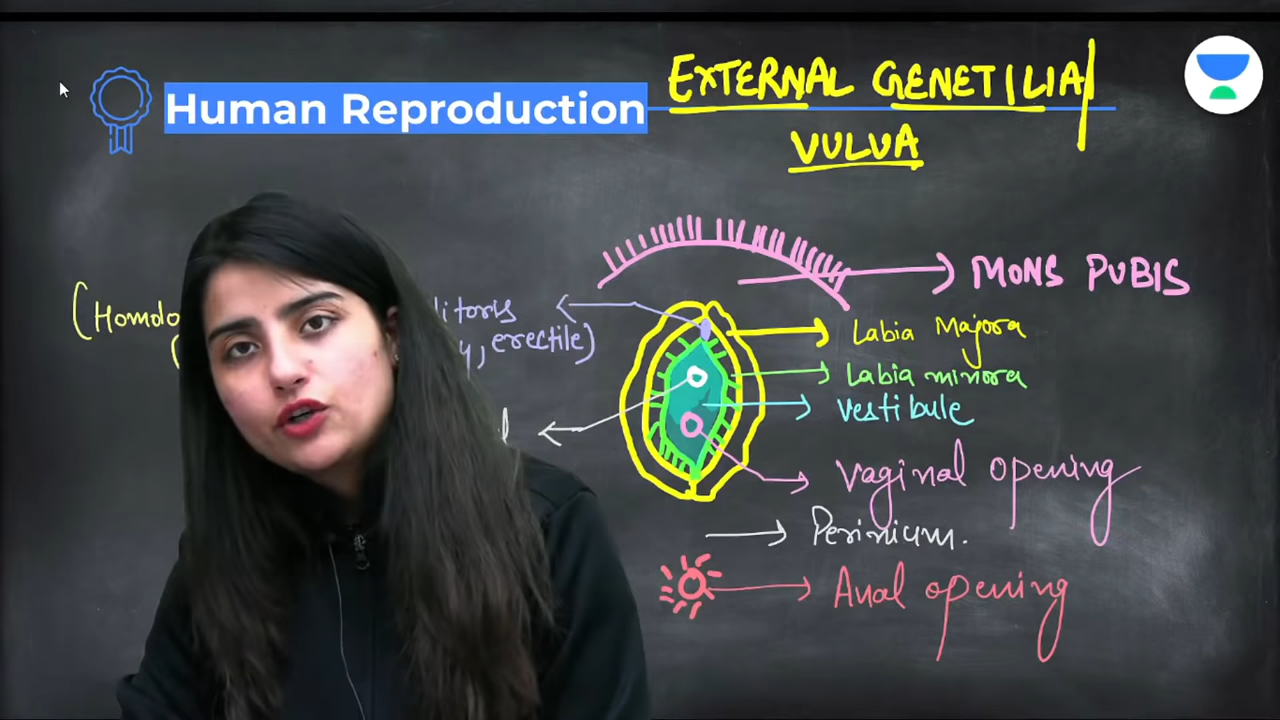 Human Reproduction
EXTERNAL GENETILIA/
VULVA
MONS PUBIS
(Homolo
litoris
y, erectile)
Labia Majora
Labia minora
Vestibule
Vaginal opening
Perinium.
Anal opening